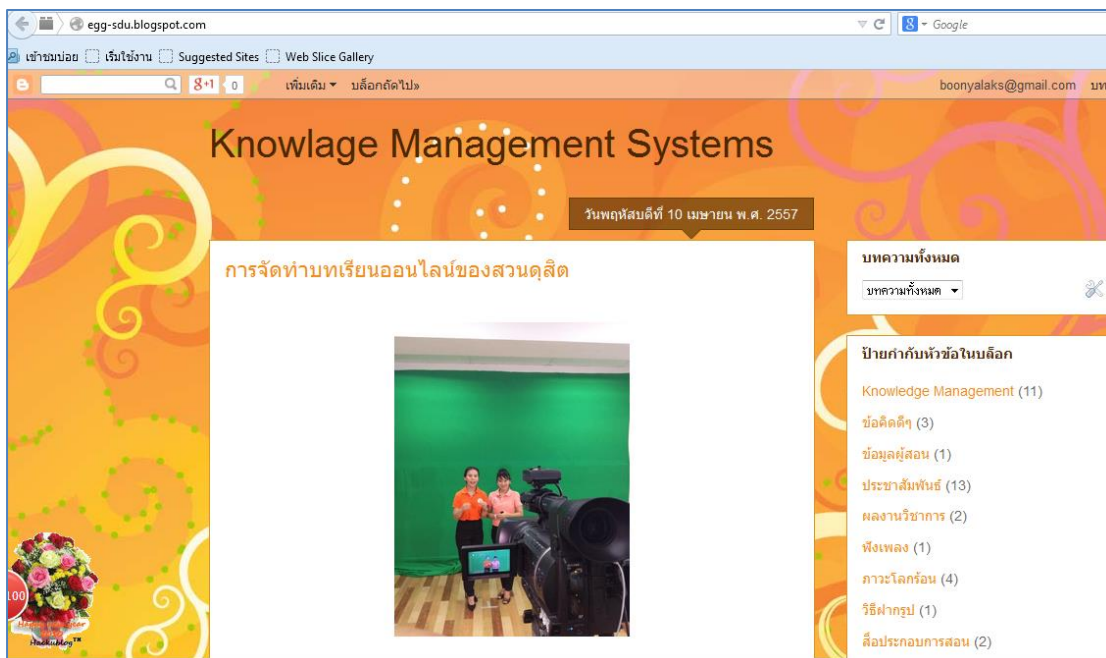 egg-sdu.blogspot.com
8 Google
เข้าชมบ่อย เริ่มใช้งาน Suggested Sites Web Slice Gallery
8+1 0 เพิ่มเติม บล็อกถัดไป» boonyalaks@gmail.com
Knowlage Management Systems
วันพฤหัสบดีที่ 10 เมษายน พ.ศ. 2557
การจัดทำบทเรียนออนไลน์ของสวนดุสิต
บทความทั้งหมด
บทความทั้งหมด
ป้ายกำกับหัวข้อในบล็อก
Knowledge Management (11)
ข้อคิดดีๆ (3)
ข้อมูลผู้สอน (1)
ประชาสัมพันธ์ (13)
ผลงานวิชาการ (2)
ฟังเพลง (1)
ภาวะโลกร้อน (4)
วิธีฝากรูป (1)
สื่อประกอบการสอน (2)
100
Hackublog™